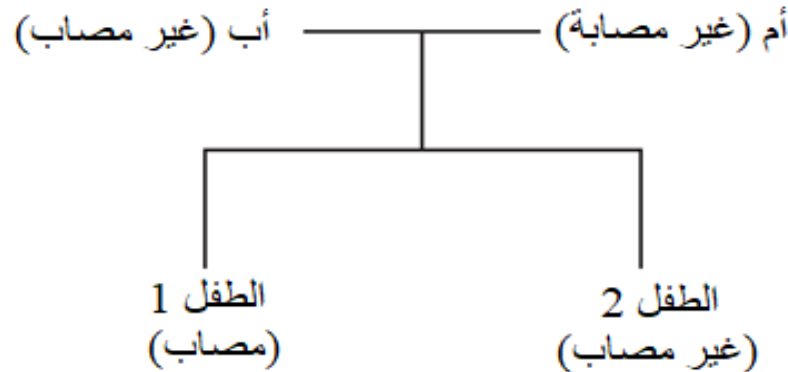 أم (غير مصابة)
أب (غير مصاب)
الطفل 2
(غير مصاب)
الطفل 1
(مصاب)